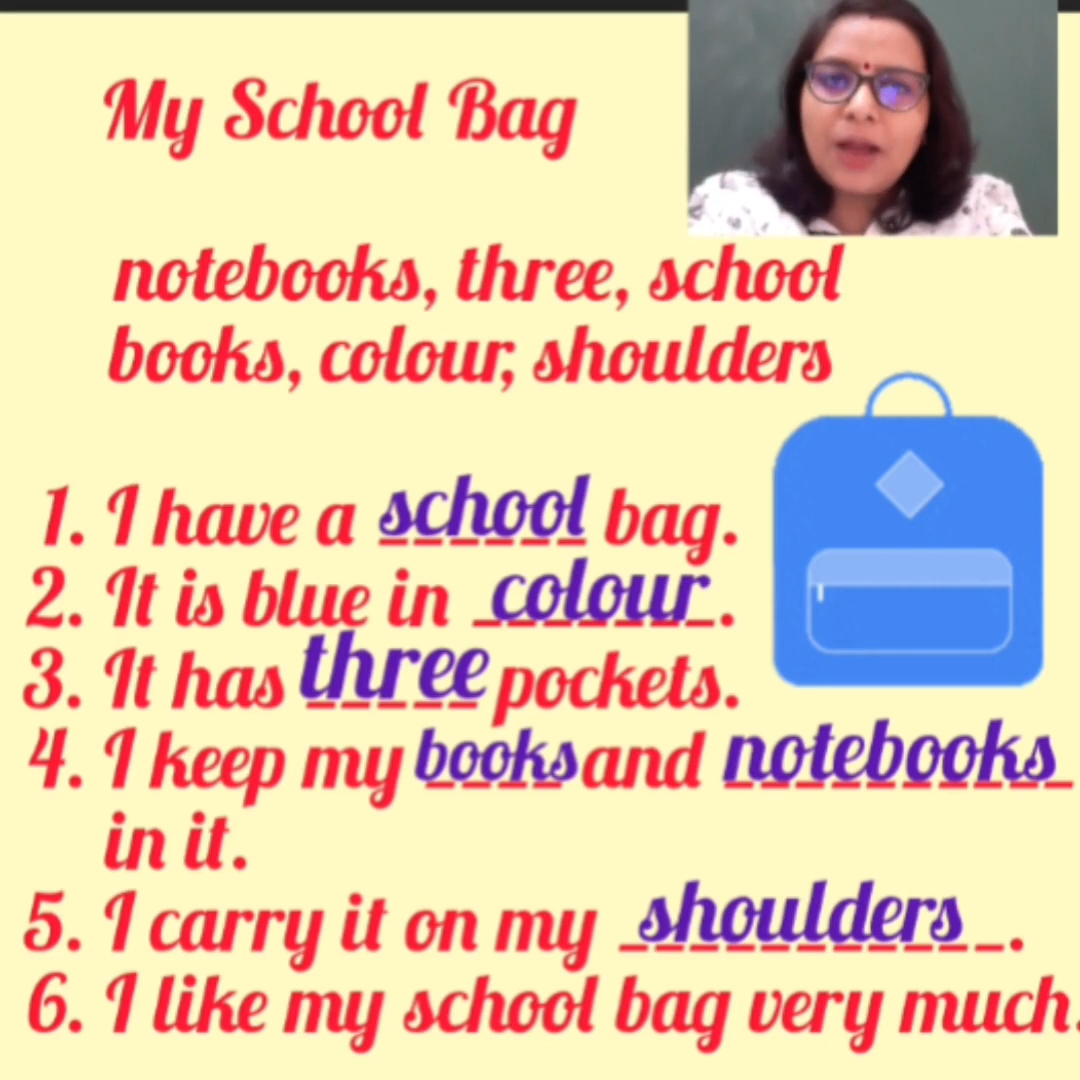 My School Bag
notebooks, three, school
books, colour, shoulders
1. I have a school bag.
2. It is blue in colour.
3. It has three pockets.
4. I keep my books and notebooks
in it.
5. I carry it on my shoulders.
6. I like my school bag very much.